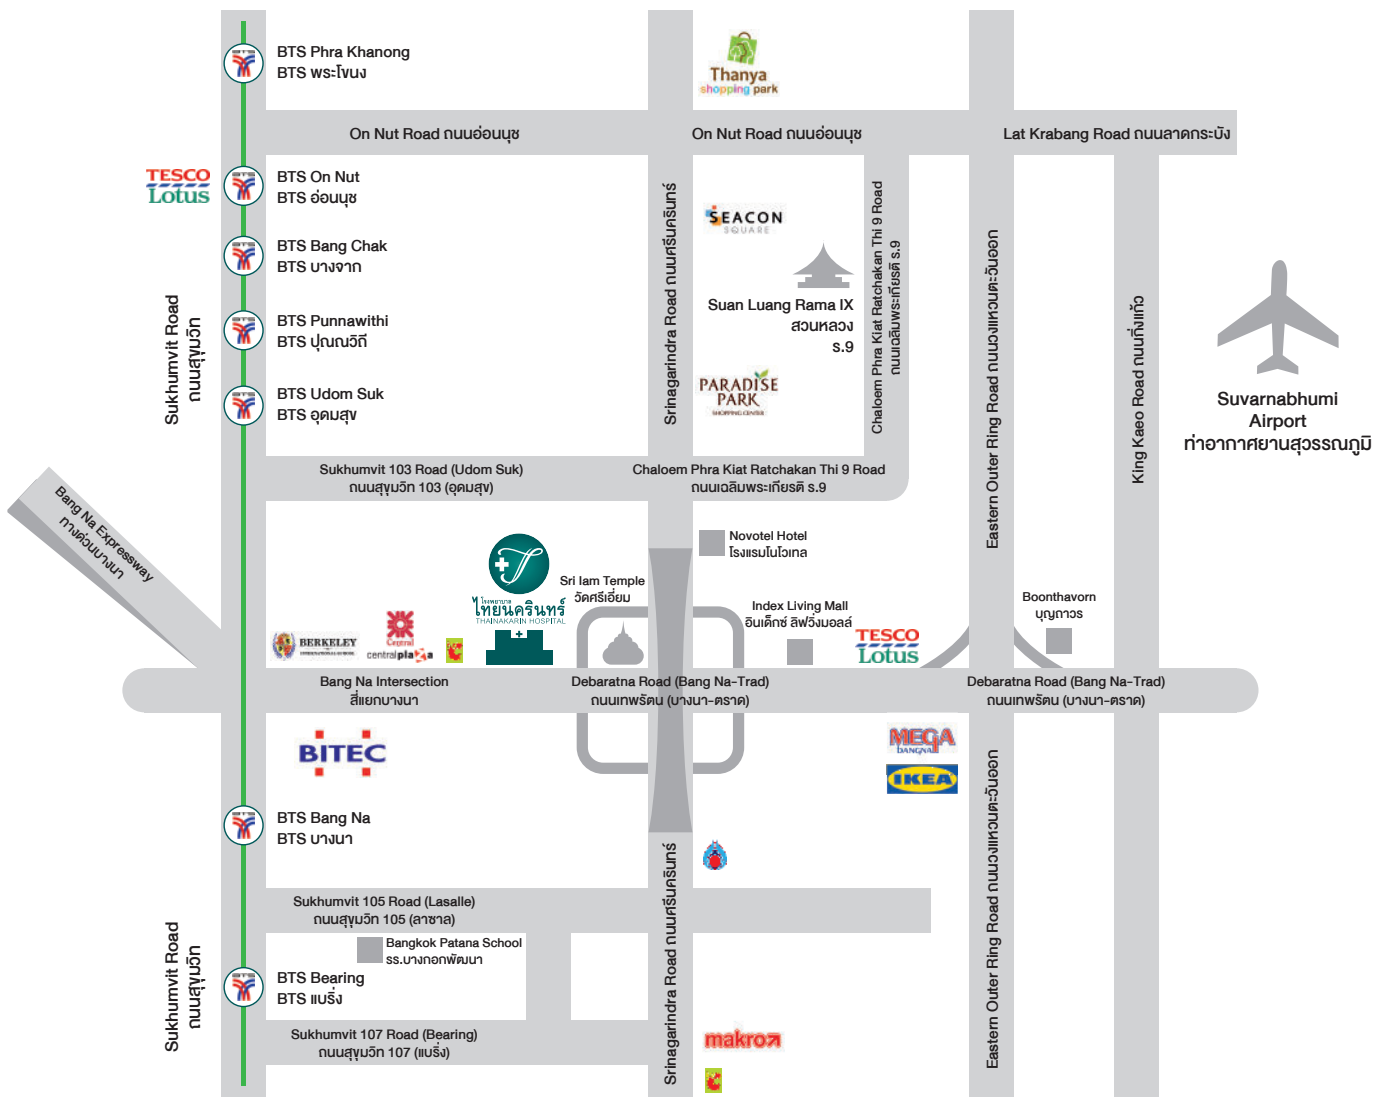 BTS Phra Khanong
BTS พระโขนง
Thanya
shopping park
On Nut Road ถนนอ่อนนุช
On Nut Road ถนนอ่อนนุช
Lat Krabang Road ถนนลาดกระบัง
TESCO
Lotus
BTS On Nut
BTS อ่อนนุช
BTS Bang Chak
BTS บางจาก
BTS Punnawithi
BTS ปุณณวิถี
BTS Udom Suk
BTS อุดมสุข
Sukhumvit Road
ถนนสุขุมวิท
Srinagarindra Road ถนนศรีนครินทร์
SEACON
SQUARE
Suan Luang Rama IX
สวนหลวง
ร.9
PARADISE
PARK
SHOPPING CENTER
Chaloem Phra Kiat Ratchakan Thi 9 Road
ถนนเฉลิมพระเกียรติ ร.9
Eastern Outer Ring Road ถนนวงแหวนตะวันออก
King Kaeo Road ถนนกิ่งแก้ว
Suvarnabhumi
Airport
ท่าอากาศยานสุวรรณภูมิ
Sukhumvit 103 Road (Udom Suk)
ถนนสุขุมวิท 103 (อุดมสุข)
Chaloem Phra Kiat Ratchakan Thi 9 Road
ถนนเฉลิมพระเกียรติ ร.9
Bang Na Expressway
ทางด่วนบางนา
Novotel Hotel
โรงแรมโนโวเทล
โรงพยาบาล
ไทยนครินทร์
THAINAKARIN HOSPITAL
Sri Iam Temple
วัดศรีเอี่ยม
Index Living Mall
อินเด็กซ์ ลิฟวิ่งมอลล์
Boonthavorn
บุญถาวร
BERKELEY
INTERNATIONAL SCHOOL
Central
centralplaza
TESCO
Lotus
Bang Na Intersection
สี่แยกบางนา
Debaratna Road (Bang Na-Trad)
ถนนเทพรัตน (บางนา-ตราด)
Debaratna Road (Bang Na-Trad)
ถนนเทพรัตน (บางนา-ตราด)
BITEC
MEGA
BANGNA
IKEA
BTS Bang Na
BTS บางนา
Srinagarindra Road ถนนศรีนครินทร์
Eastern Outer Ring Road ถนนวงแหวนตะวันออก
Sukhumvit 105 Road (Lasalle)
ถนนสุขุมวิท 105 (ลาซาล)
Bangkok Patana School
รร.บางกอกพัฒนา
Sukhumvit Road
ถนนสุขุมวิท
BTS Bearing
BTS แบริ่ง
Sukhumvit 107 Road (Bearing)
ถนนสุขุมวิท 107 (แบริ่ง)
makro